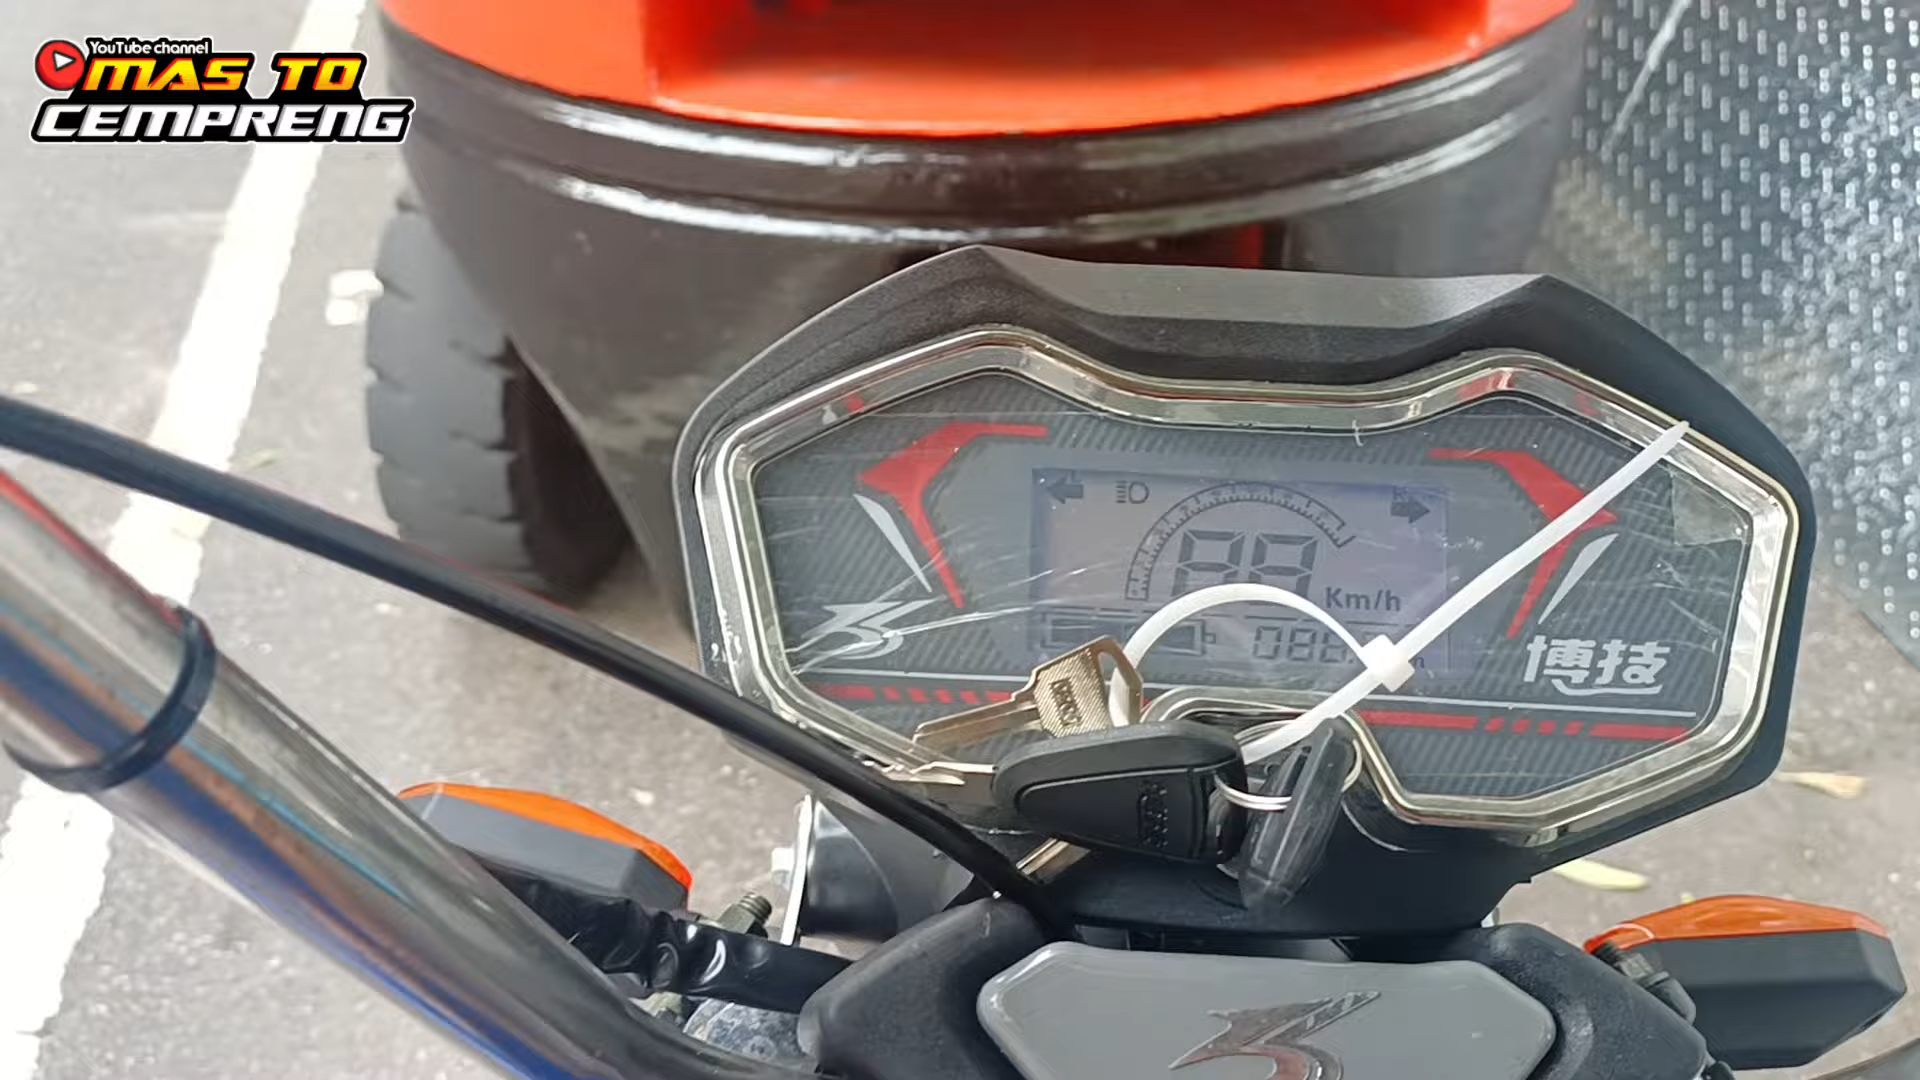 YouTube channel
MAS TO
CEMPRENG
88
Km/h
博技